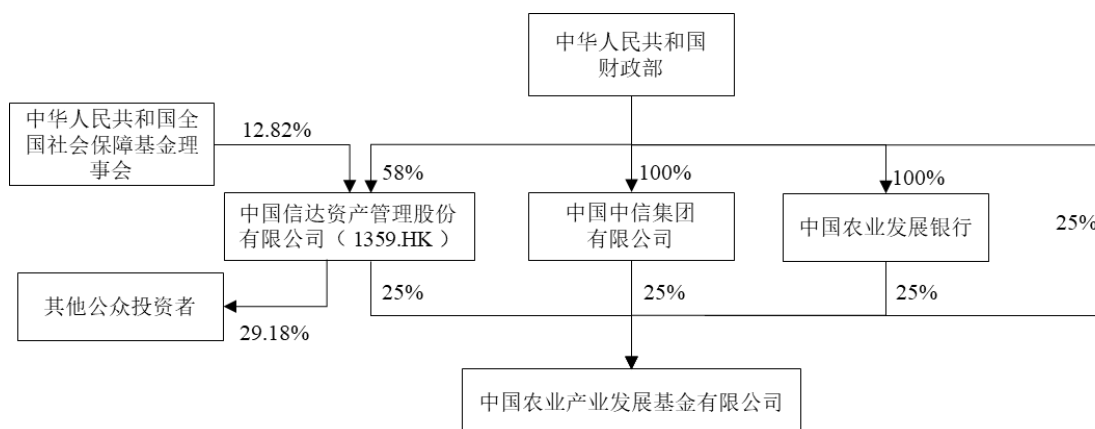 中华人民共和国
财政部
中华人民共和国全
国社会保障基金理
事会
12.82%
58%
100%
100%
中国信达资产管理股份
有限公司（1359.HK）
中国中信集团
有限公司
中国农业发展银行
25%
其他公众投资者
29.18%
25%
25%
25%
中国农业产业发展基金有限公司